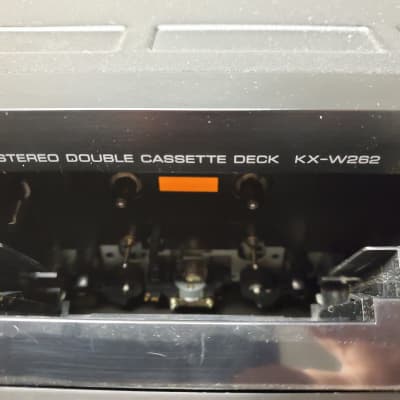 STEREO DOUBLE CASSETTE DECK KX-W262